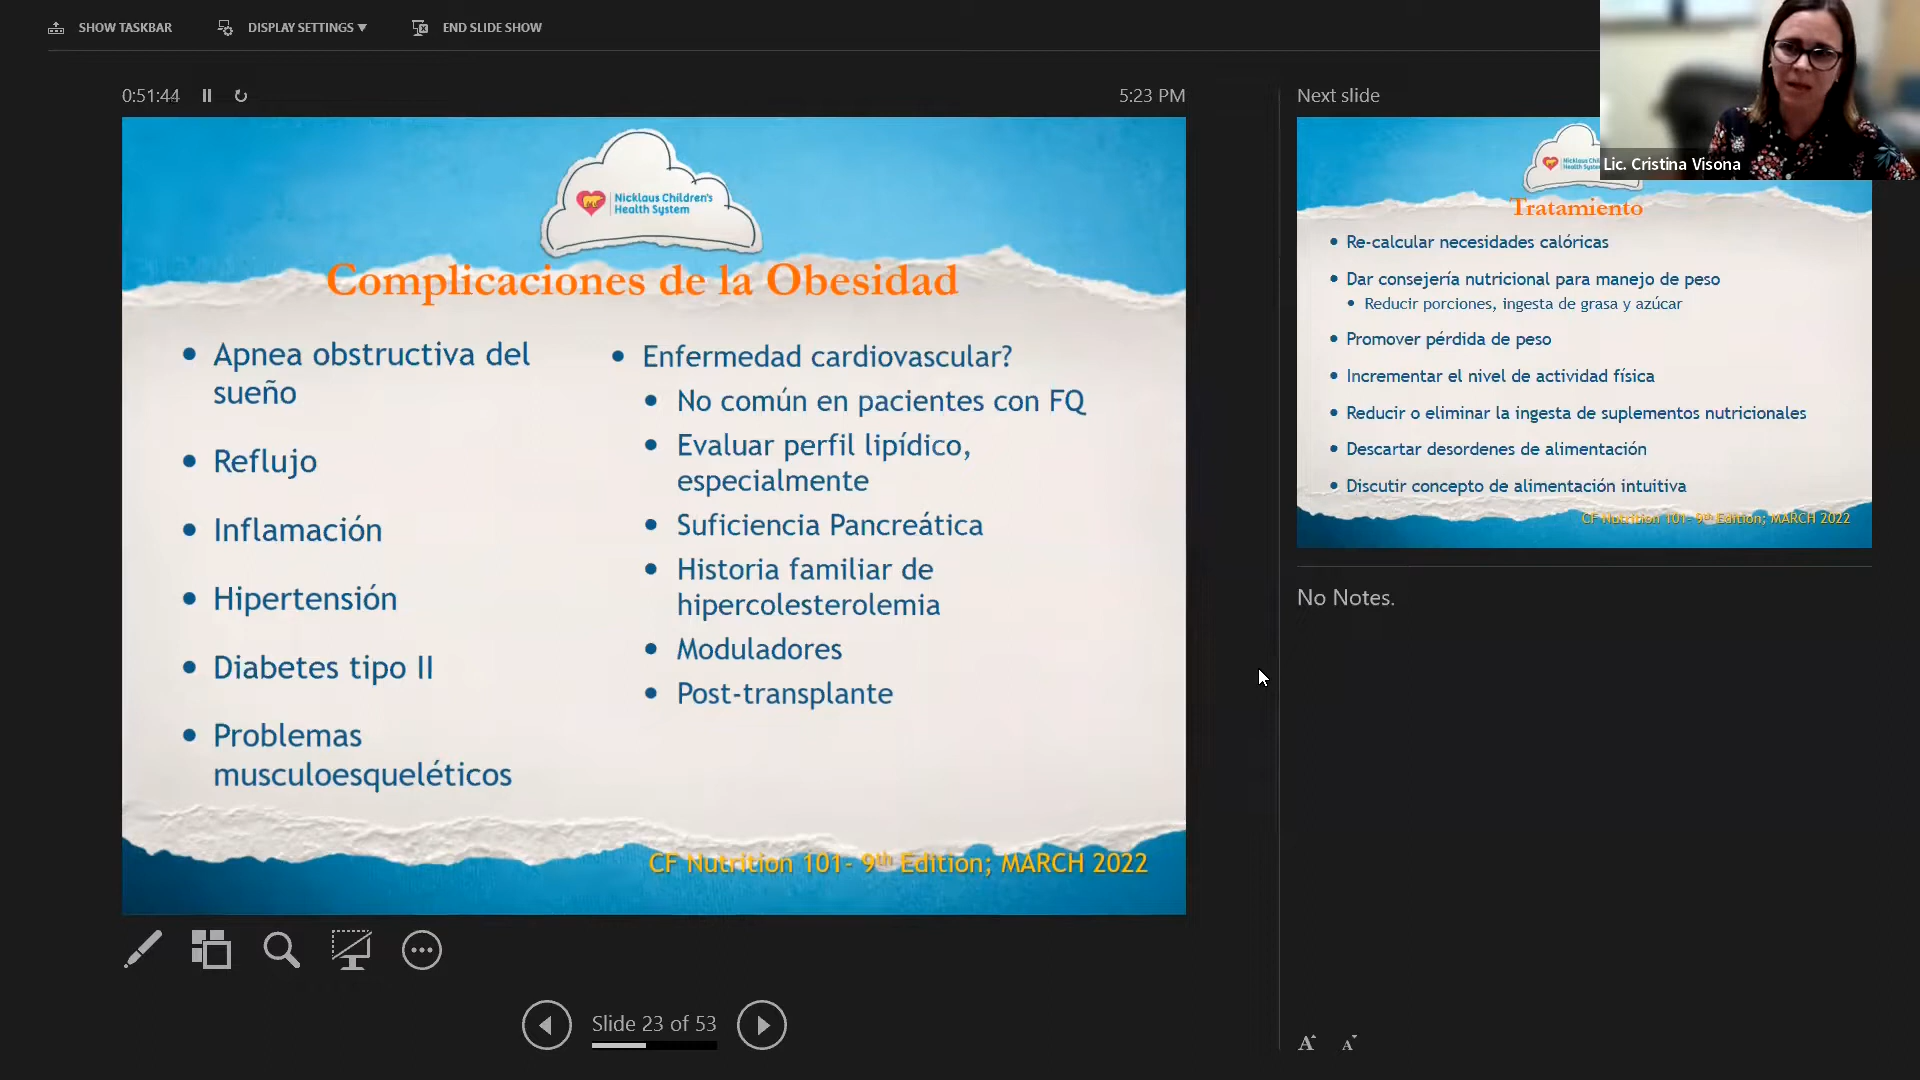 SHOW TASKBAR
DISPLAY SETTINGS
END SLIDE SHOW
0:51:44
5:23 PM
Nicklaus Children's
Health System
Complicaciones de la Obesidad
• Apnea obstructiva del
sueño
• Reflujo
• Inflamación
• Hipertensión
• Diabetes tipo II
• Problemas
musculoesqueléticos
• Enfermedad cardiovascular?
• No común en pacientes con FQ
• Evaluar perfil lipídico,
especialmente
• Suficiencia Pancreática
• Historia familiar de
hipercolesterolemia
• Moduladores
• Post-transplante
CF Nutrition 101- 9th Edition; MARCH 2022
Slide 23 of 53
Next slide
Lic. Cristina Visona
Nicklaus Chil
Health Syste
Tratamiento
• Re-calcular necesidades calóricas
• Dar consejería nutricional para manejo de peso
• Reducir porciones, ingesta de grasa y azúcar
• Promover pérdida de peso
• Incrementar el nivel de actividad física
• Reducir o eliminar la ingesta de suplementos nutricionales
• Descartar desordenes de alimentación
• Discutir concepto de alimentación intuitiva
CF Nutrition 101- 9th Edition; MARCH 2022
No Notes.
A A